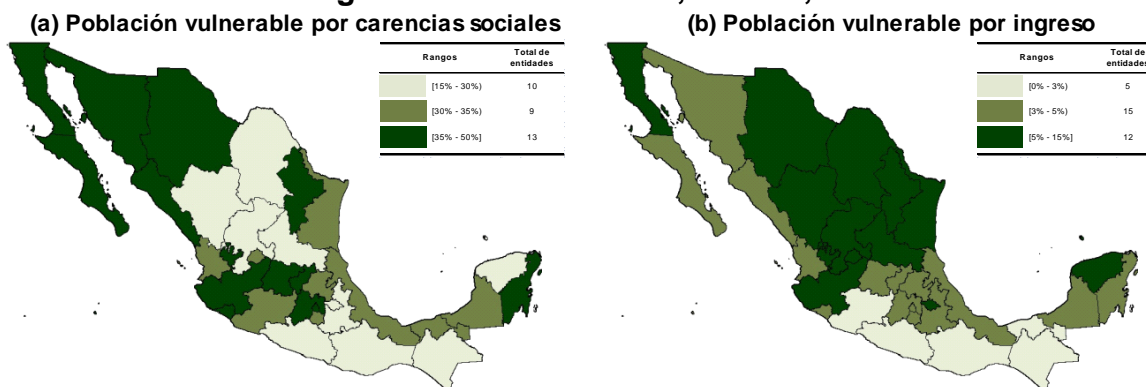 (a) Población vulnerable por carencias sociales
Rangos Total de entidades
[15% - 30%) 10
[30% - 35%) 9
[35% - 50%] 13
(b) Población vulnerable por ingreso
Rangos Total de entidades
[0% - 3%) 5
[3% - 5%) 15
[5% - 15%] 12